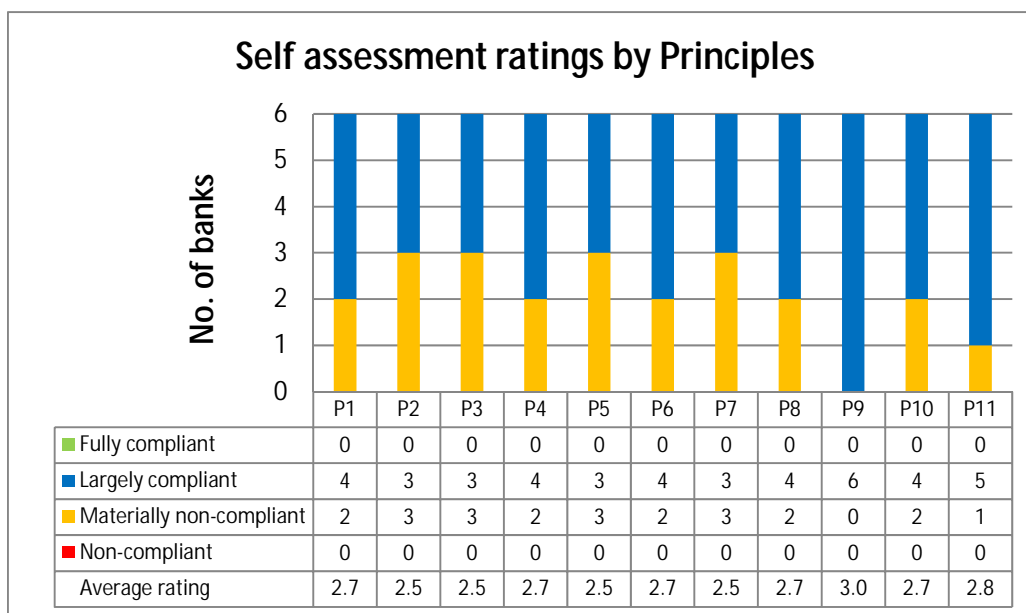 Self assessment ratings by Principles
No. of banks
6
5
4
3
2
1
0
P1 P2 P3 P4 P5 P6 P7 P8 P9 P10 P11
Fully compliant 0 0 0 0 0 0 0 0 0 0 0
Largely compliant 4 3 3 4 3 4 3 4 6 4 5
Materially non-compliant 2 3 3 2 3 2 3 2 0 2 1
Non-compliant 0 0 0 0 0 0 0 0 0 0 0
Average rating 2.7 2.5 2.5 2.7 2.5 2.7 2.5 2.7 3.0 2.7 2.8